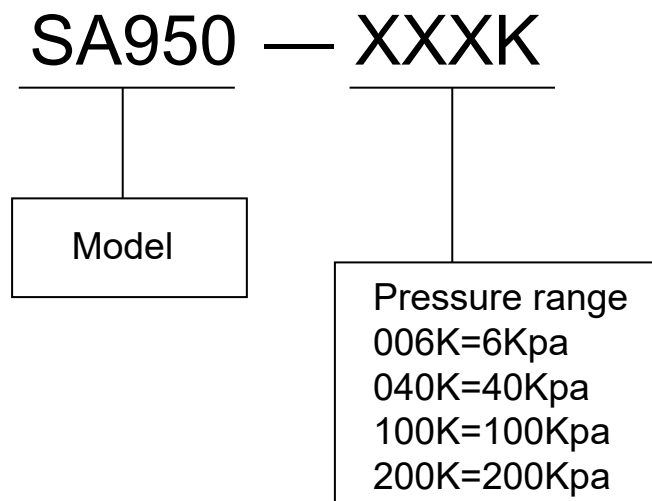 SA950 — XXXK
Model
Pressure range
006K=6Kpa
040K=40Kpa
100K=100Kpa
200K=200Kpa